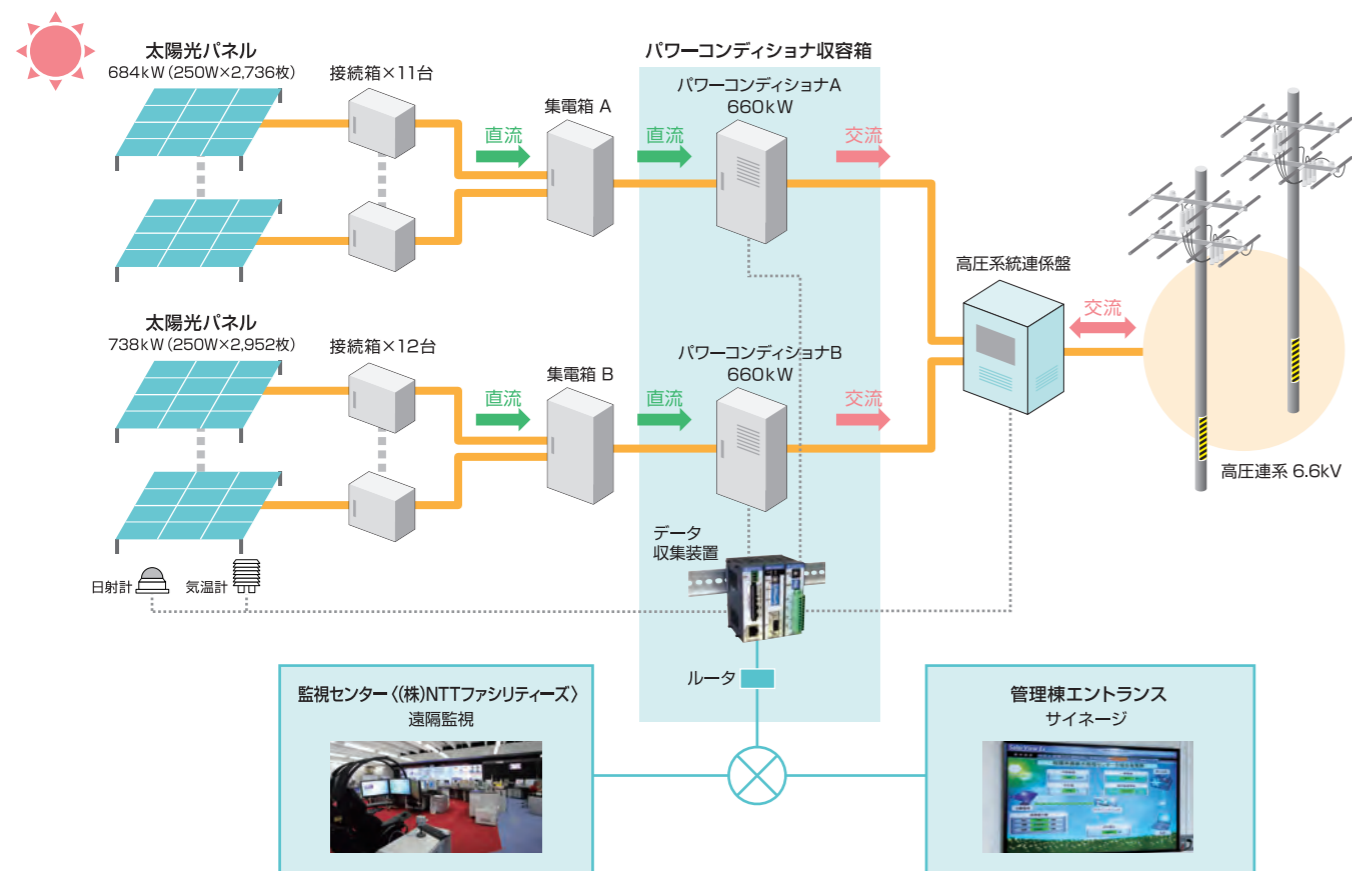 太陽光パネル
684kW（250W×2,736枚）
接続箱×11台
集電箱 A
直流
直流
パワーコンディショナ収容箱
パワーコンディショナA
660kW
交流
高圧系統連係盤
交流
高圧連系 6.6kV
太陽光パネル
738kW（250W×2,952枚）
接続箱×12台
集電箱 B
直流
直流
パワーコンディショナB
660kW
交流
データ
収集装置
日射計
気温計
ルータ
監視センター〈(株)NTTファシリティーズ〉
遠隔監視
管理棟エントランス
サイネージ